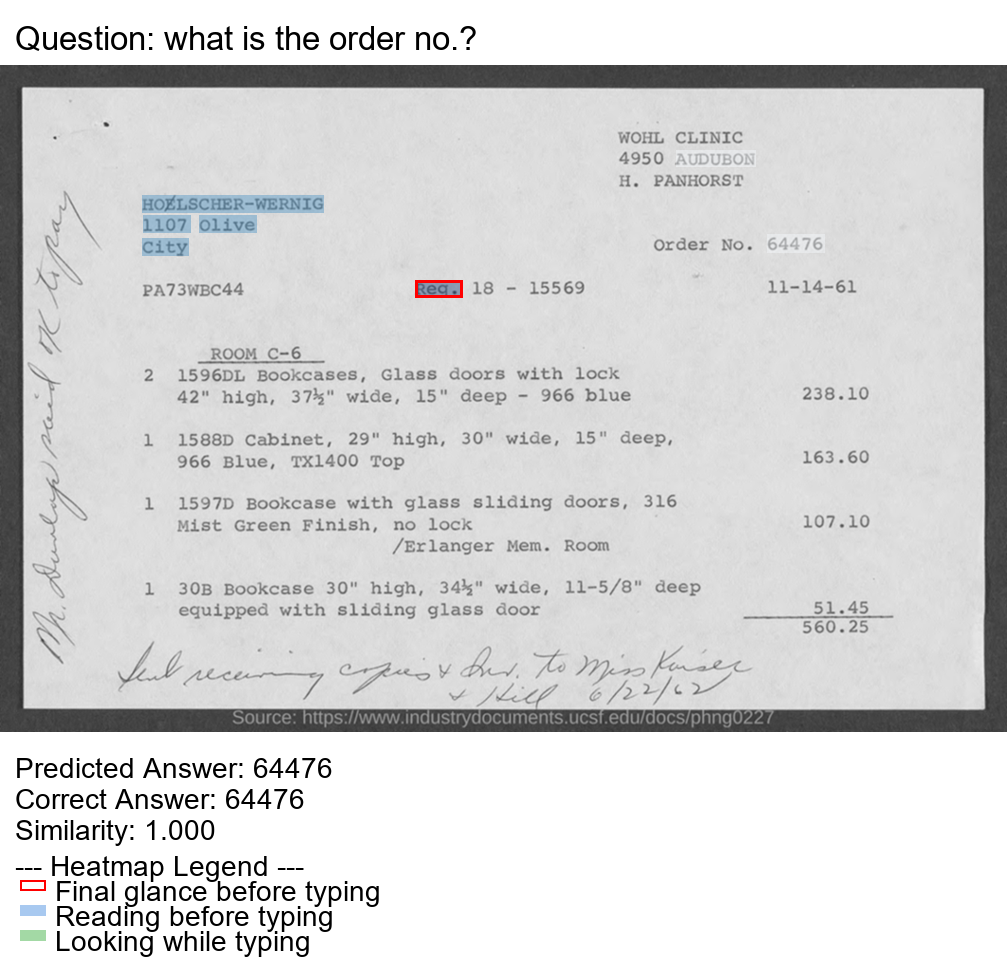 Question: what is the order no.?
WOHL CLINIC
4950 AUDUBON
H. PANHORST
HOELSCHER-WERNIG
1107 Olive
City
Order No. 64476
PA73WBC44 Req. 18 - 15569 11-14-61
ROOM C-6
2 1596DL Bookcases, Glass doors with lock
42" high, 37½" wide, 15" deep - 966 blue 238.10
1 1588D Cabinet, 29" high, 30" wide, 15" deep,
966 Blue, TX1400 Top 163.60
1 1597D Bookcase with glass sliding doors, 316
Mist Green Finish, no lock 107.10
/Erlanger Mem. Room
1 30B Bookcase 30" high, 34½" wide, 11-5/8" deep
equipped with sliding glass door 51.45
560.25
Sent receiving copies & Inv. to Miss Kaiser
& Hill 6/22/62
Mr. Dunlap said OK to pay
Source: https://www.industrydocuments.ucsf.edu/docs/phng0227
Predicted Answer: 64476
Correct Answer: 64476
Similarity: 1.000
--- Heatmap Legend ---
Final glance before typing
Reading before typing
Looking while typing